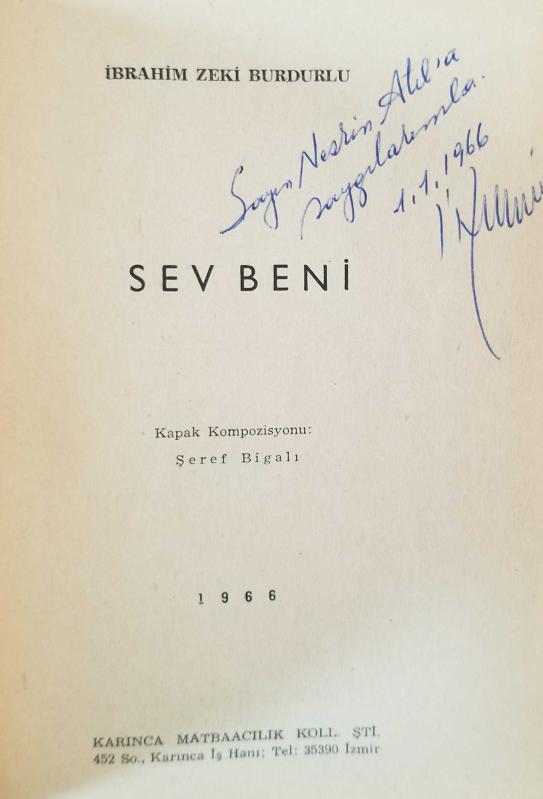 İBRAHİM ZEKİ BURDURLU
Sayın Nesrin Atıl'a
saygılarımla.
1.1.1966
SEV BENİ
Kapak Kompozisyonu:
Şeref Bigalı
1966
KARINCA MATBAACILIK KOLL. ŞTİ.
452 So., Karınca İş Hanı; Tel: 35390 İzmir